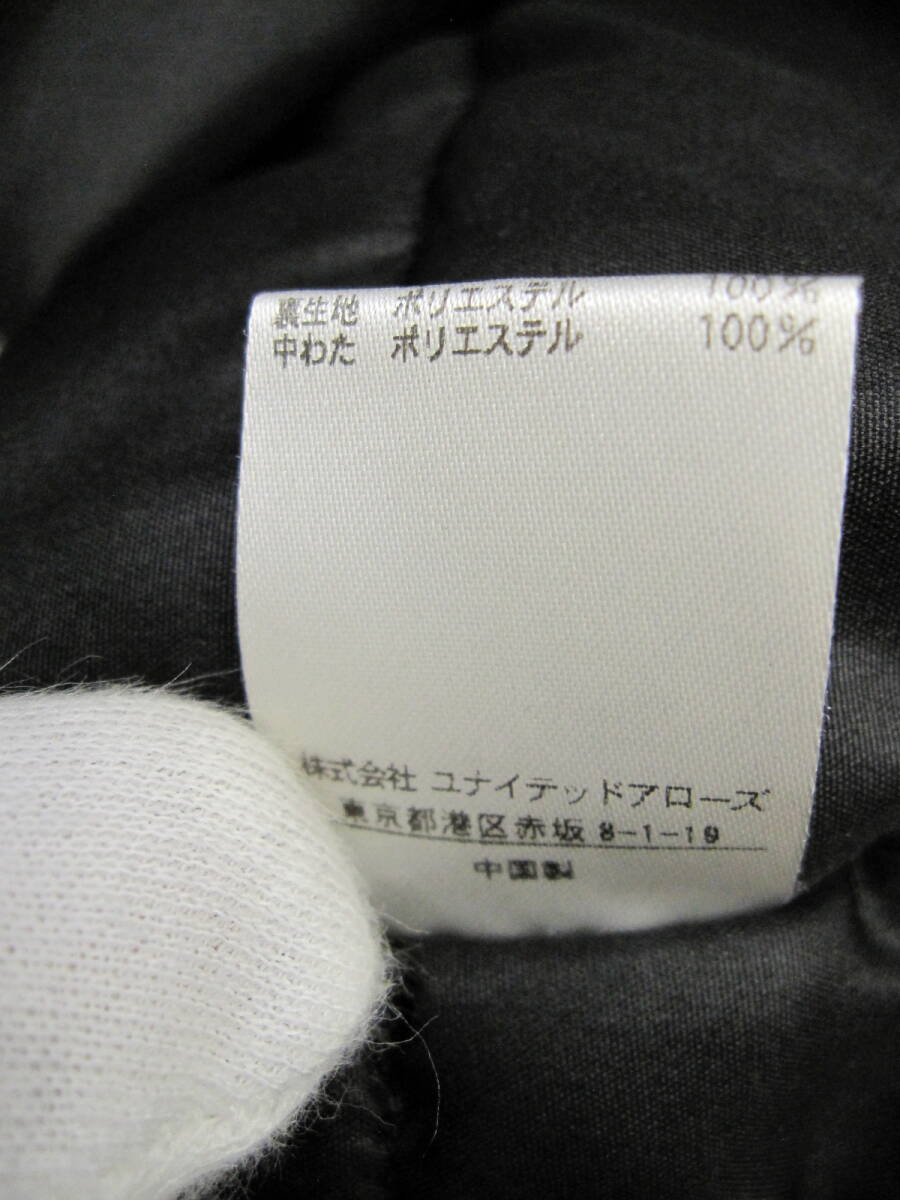 裏生地 ポリエステル 100%
中わた ポリエステル 100%
株式会社 ユナイテッドアローズ
東京都港区赤坂 8-1-19
中国製